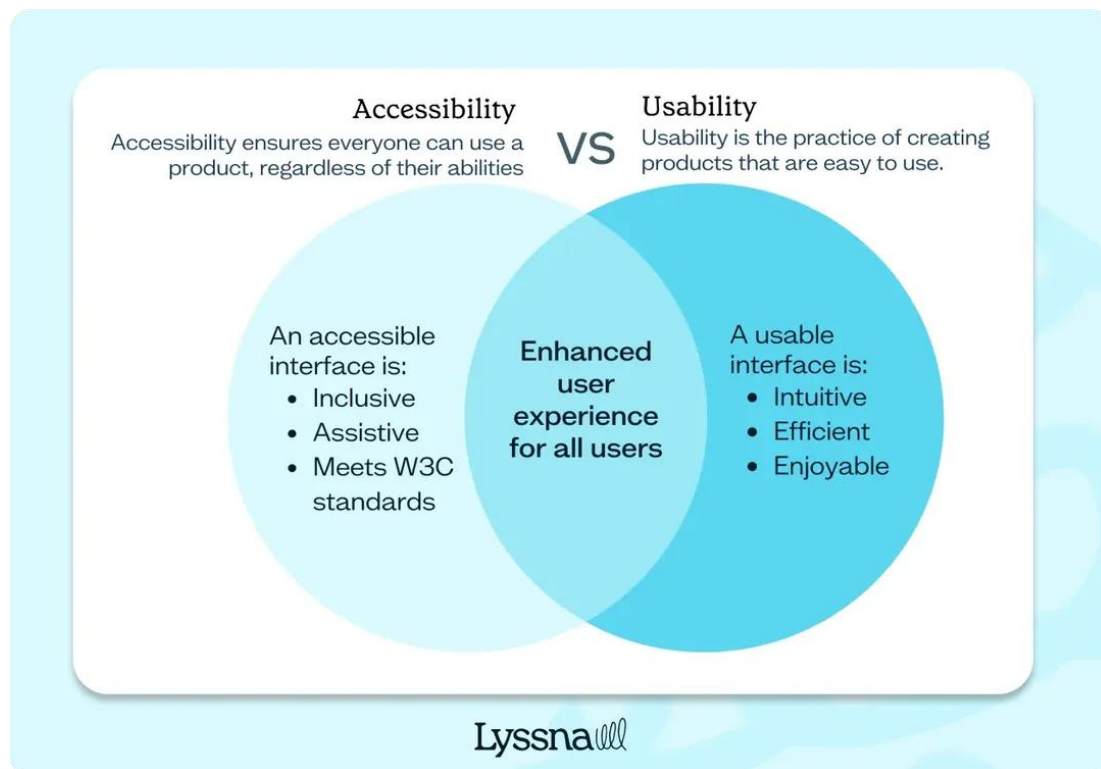 Accessibility
Accessibility ensures everyone can use a
product, regardless of their abilities
VS
Usability
Usability is the practice of creating
products that are easy to use.
An accessible
interface is:
• Inclusive
• Assistive
• Meets W3C
standards
Enhanced
user
experience
for all users
A usable
interface is:
• Intuitive
• Efficient
• Enjoyable
Lyssna